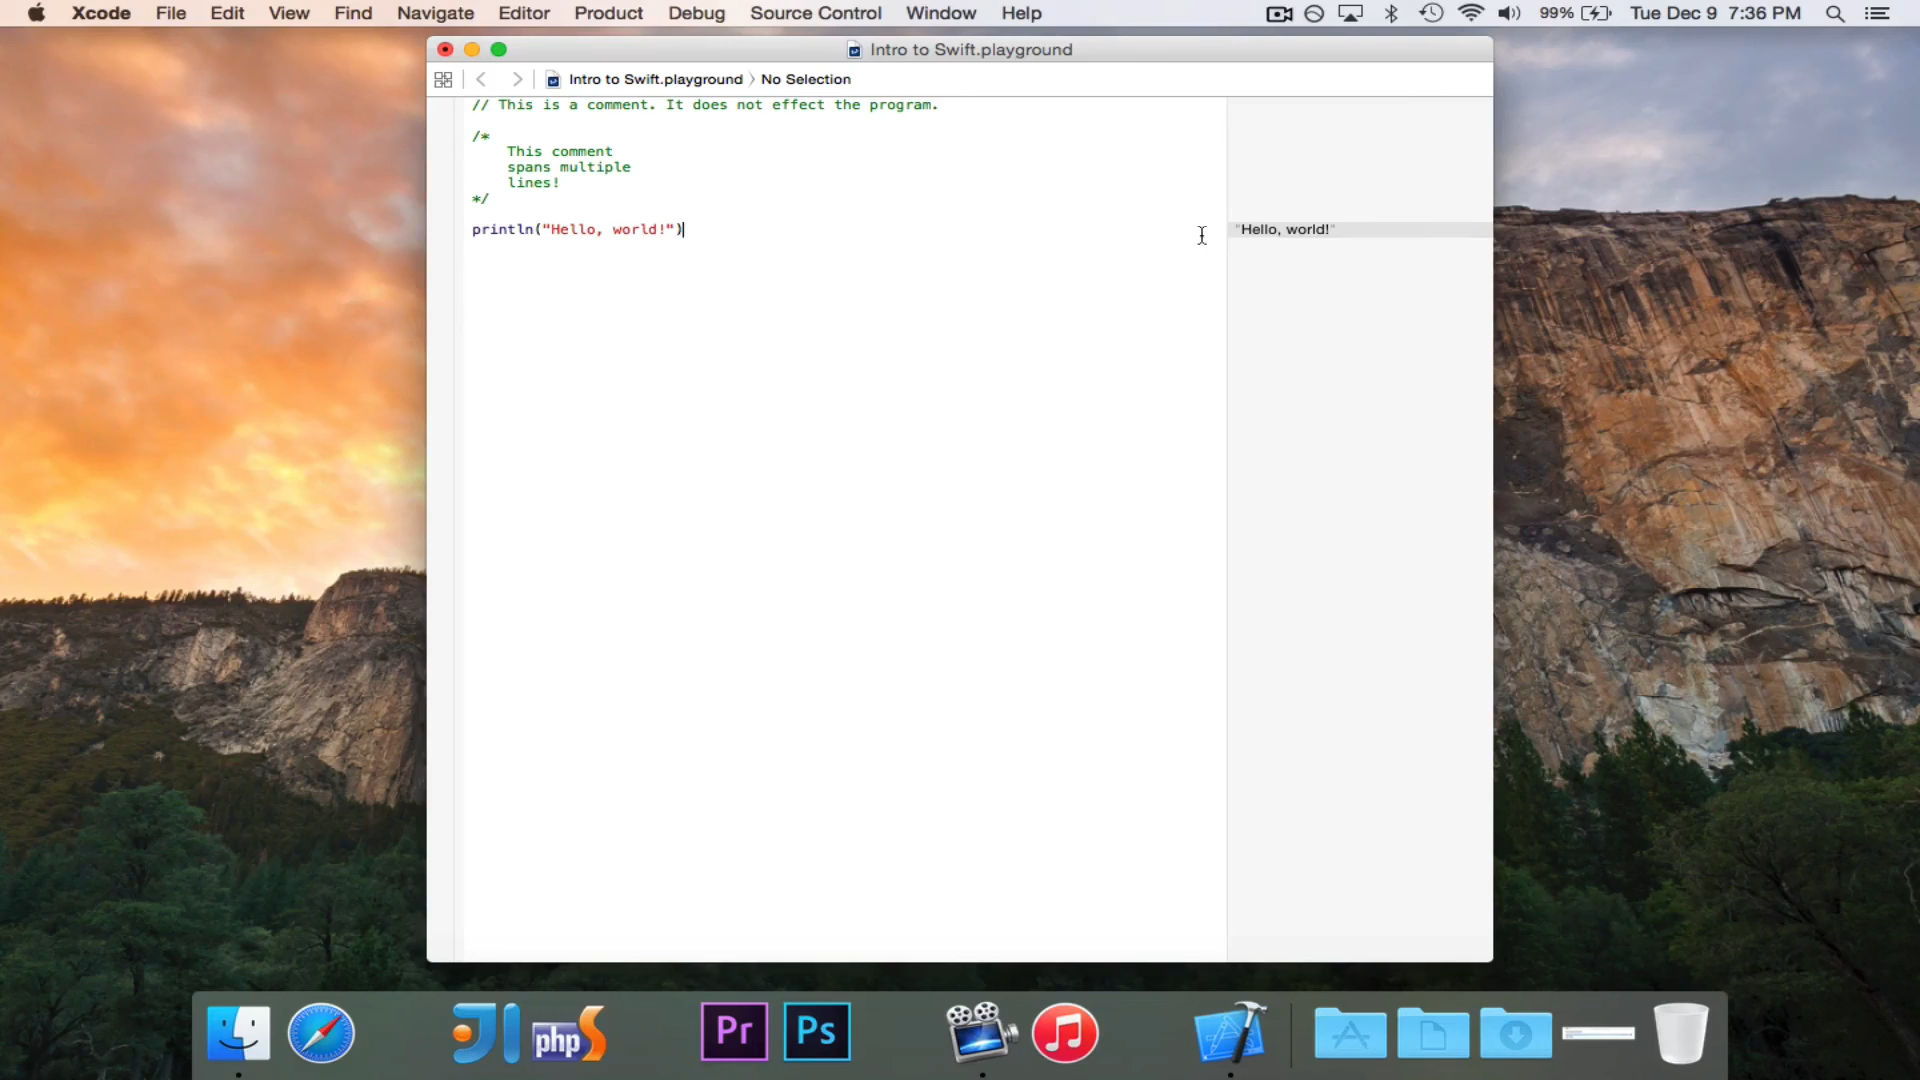 Xcode File Edit View Find Navigate Editor Product Debug Source Control Window Help 99% Tue Dec 9 7:36 PM
Intro to Swift.playground
Intro to Swift.playground No Selection
// This is a comment. It does not effect the program.
/*
This comment
spans multiple
lines!
*/
println("Hello, world!") "Hello, world!"
php Pr Ps